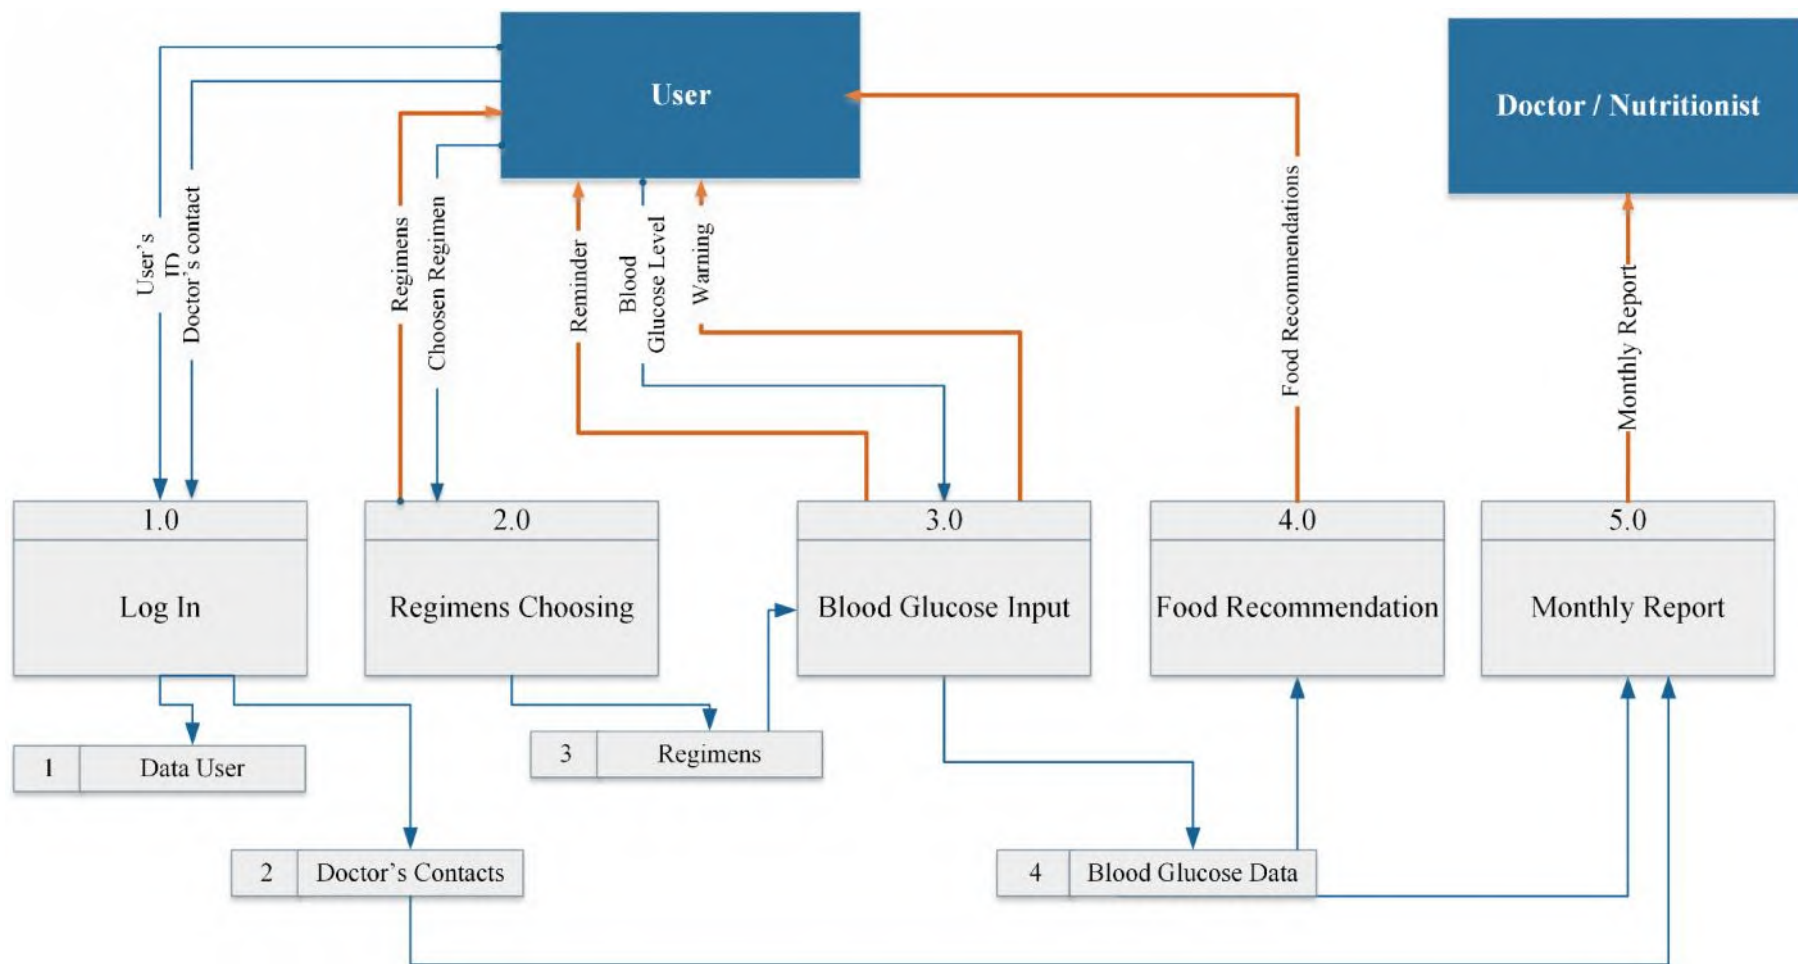 User
Doctor / Nutritionist
User's
ID
Doctor's contact
Regimens
Choosen Regimen
Reminder
Blood
Glucose Level
Warning
Food Recommendations
Monthly Report
1.0
Log In
2.0
Regimens Choosing
3.0
Blood Glucose Input
4.0
Food Recommendation
5.0
Monthly Report
1 Data User
3 Regimens
2 Doctor's Contacts
4 Blood Glucose Data